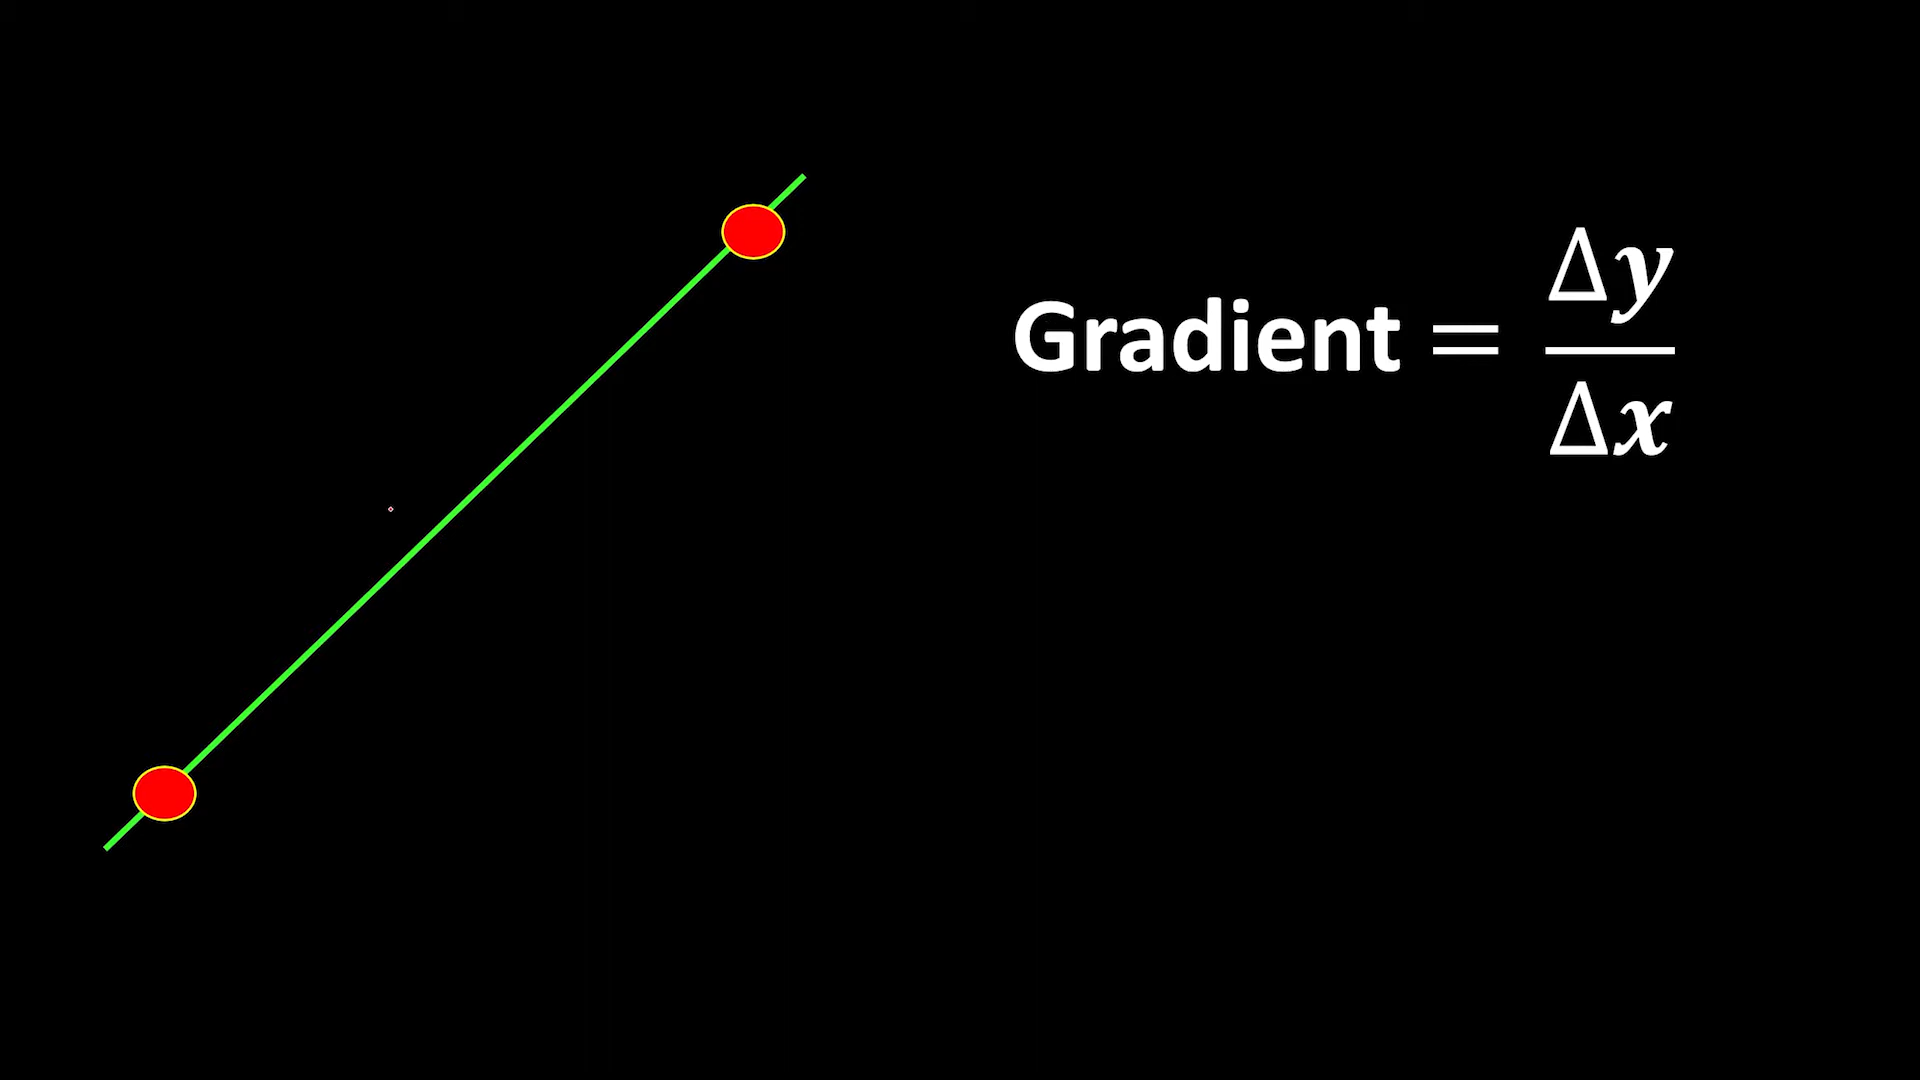 Gradient = Δy/Δx